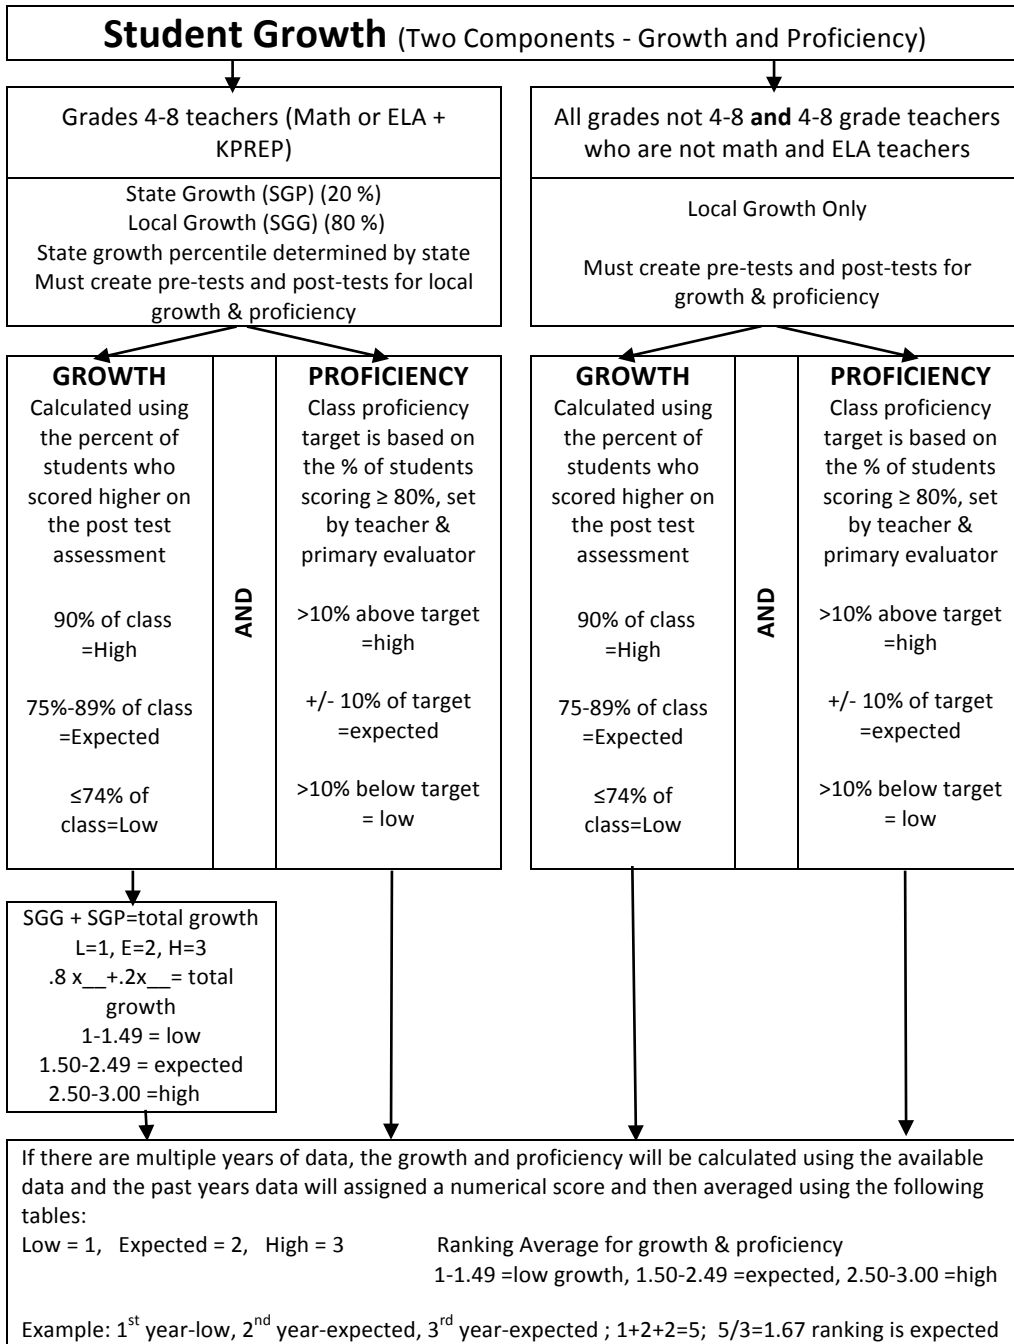 Student Growth (Two Components - Growth and Proficiency)
Grades 4-8 teachers (Math or ELA +
KPREP)
State Growth (SGP) (20 %)
Local Growth (SGG) (80 %)
State growth percentile determined by state
Must create pre-tests and post-tests for local
growth & proficiency
All grades not 4-8 and 4-8 grade teachers
who are not math and ELA teachers
Local Growth Only
Must create pre-tests and post-tests for
growth & proficiency
GROWTH
Calculated using
the percent of
students who
scored higher on
the post test
assessment
90% of class
=High
75%-89% of class
=Expected
≤74% of
class=Low
AND
PROFICIENCY
Class proficiency
target is based on
the % of students
scoring ≥ 80%, set
by teacher &
primary evaluator
>10% above target
=high
+/- 10% of target
=expected
>10% below target
= low
GROWTH
Calculated using
the percent of
students who
scored higher on
the post test
assessment
90% of class
=High
75-89% of class
=Expected
≤74% of
class=Low
AND
PROFICIENCY
Class proficiency
target is based on
the % of students
scoring ≥ 80%, set
by teacher &
primary evaluator
>10% above target
=high
+/- 10% of target
=expected
>10% below target
= low
SGG + SGP=total growth
L=1, E=2, H=3
.8 x__+.2x__= total
growth
1-1.49 = low
1.50-2.49 = expected
2.50-3.00 =high
If there are multiple years of data, the growth and proficiency will be calculated using the available
data and the past years data will assigned a numerical score and then averaged using the following
tables:
Low = 1, Expected = 2, High = 3 Ranking Average for growth & proficiency
1-1.49 =low growth, 1.50-2.49 =expected, 2.50-3.00 =high
Example: 1st year-low, 2nd year-expected, 3rd year-expected ; 1+2+2=5; 5/3=1.67 ranking is expected